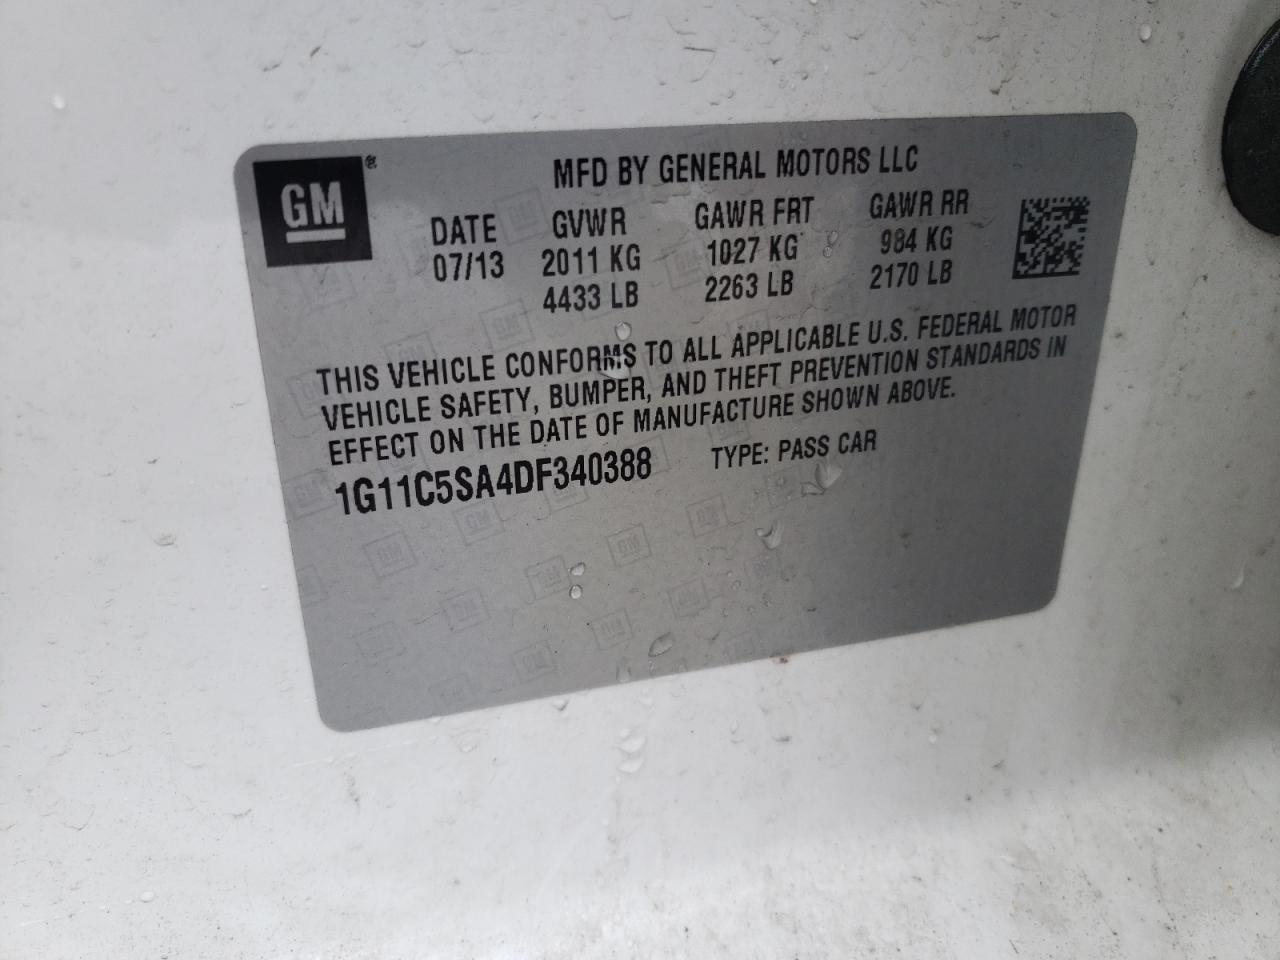 GM ®
MFD BY GENERAL MOTORS LLC
DATE GVWR GAWR FRT GAWR RR
07/13 2011 KG 1027 KG 984 KG
4433 LB 2263 LB 2170 LB
THIS VEHICLE CONFORMS TO ALL APPLICABLE U.S. FEDERAL MOTOR
VEHICLE SAFETY, BUMPER, AND THEFT PREVENTION STANDARDS IN
EFFECT ON THE DATE OF MANUFACTURE SHOWN ABOVE.
1G11C5SA4DF340388 TYPE: PASS CAR